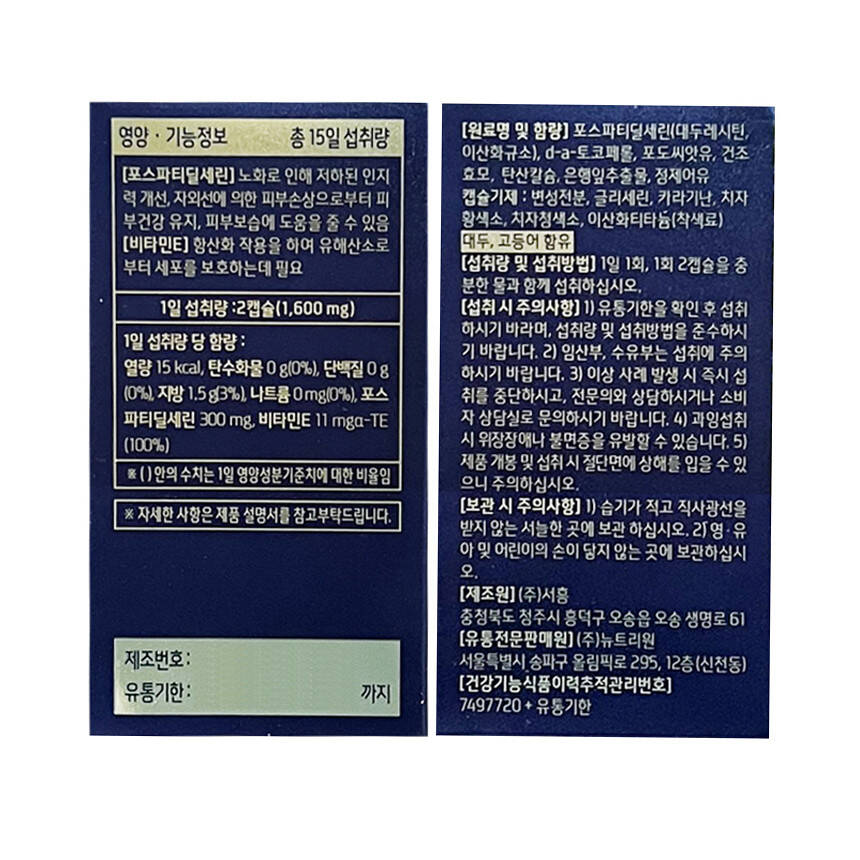 영양 · 기능정보 총 15일 섭취량
[포스파티딜세린] 노화로 인해 저하된 인지
력 개선, 자외선에 의한 피부손상으로부터 피
부건강 유지, 피부보습에 도움을 줄 수 있음
[비타민E] 항산화 작용을 하여 유해산소로
부터 세포를 보호하는데 필요
1일 섭취량 :2캡슐(1,600 mg)
1일 섭취량 당 함량 :
열량 15 kcal, 탄수화물 0 g(0%), 단백질 0 g
(0%), 지방 1.5 g(3%), 나트륨 0 mg(0%), 포스
파티딜세린 300 mg, 비타민E 11 mgα-TE
(100%)
※ ( ) 안의 수치는 1일 영양성분기준치에 대한 비율임
※ 자세한 사항은 제품 설명서를 참고부탁드립니다.
제조번호:
유통기한: 까지
[원료명 및 함량] 포스파티딜세린(대두레시틴,
이산화규소), d-a-토코페롤, 포도씨앗유, 건조
효모, 탄산칼슘, 은행잎추출물, 정제어유
캡슐기제 : 변성전분, 글리세린, 카라기난, 치자
황색소, 치자청색소, 이산화티타늄(착색료)
대두, 고등어 함유
[섭취량 및 섭취방법] 1일 1회, 1회 2캡슐을 충
분한 물과 함께 섭취하십시오.
[섭취 시 주의사항] 1) 유통기한을 확인 후 섭취
하시기 바라며, 섭취량 및 섭취방법을 준수하시
기 바랍니다. 2) 임산부, 수유부는 섭취에 주의
하시기 바랍니다. 3) 이상 사례 발생 시 즉시 섭
취를 중단하시고, 전문의와 상담하시거나 소비
자 상담실로 문의하시기 바랍니다. 4) 과잉섭취
시 위장장애나 불면증을 유발할 수 있습니다. 5)
제품 개봉 및 섭취 시 절단면에 상해를 입을 수 있
으니 주의하십시오.
[보관 시 주의사항] 1) 습기가 적고 직사광선을
받지 않는 서늘한 곳에 보관 하십시오. 2) 영·유
아 및 어린이의 손이 닿지 않는 곳에 보관하십시
오.
[제조원] (주)서흥
충청북도 청주시 흥덕구 오송읍 오송 생명로 61
[유통전문판매원] (주)뉴트리원
서울특별시 송파구 올림픽로 295, 12층(신천동)
[건강기능식품이력추적관리번호]
7497720 + 유통기한